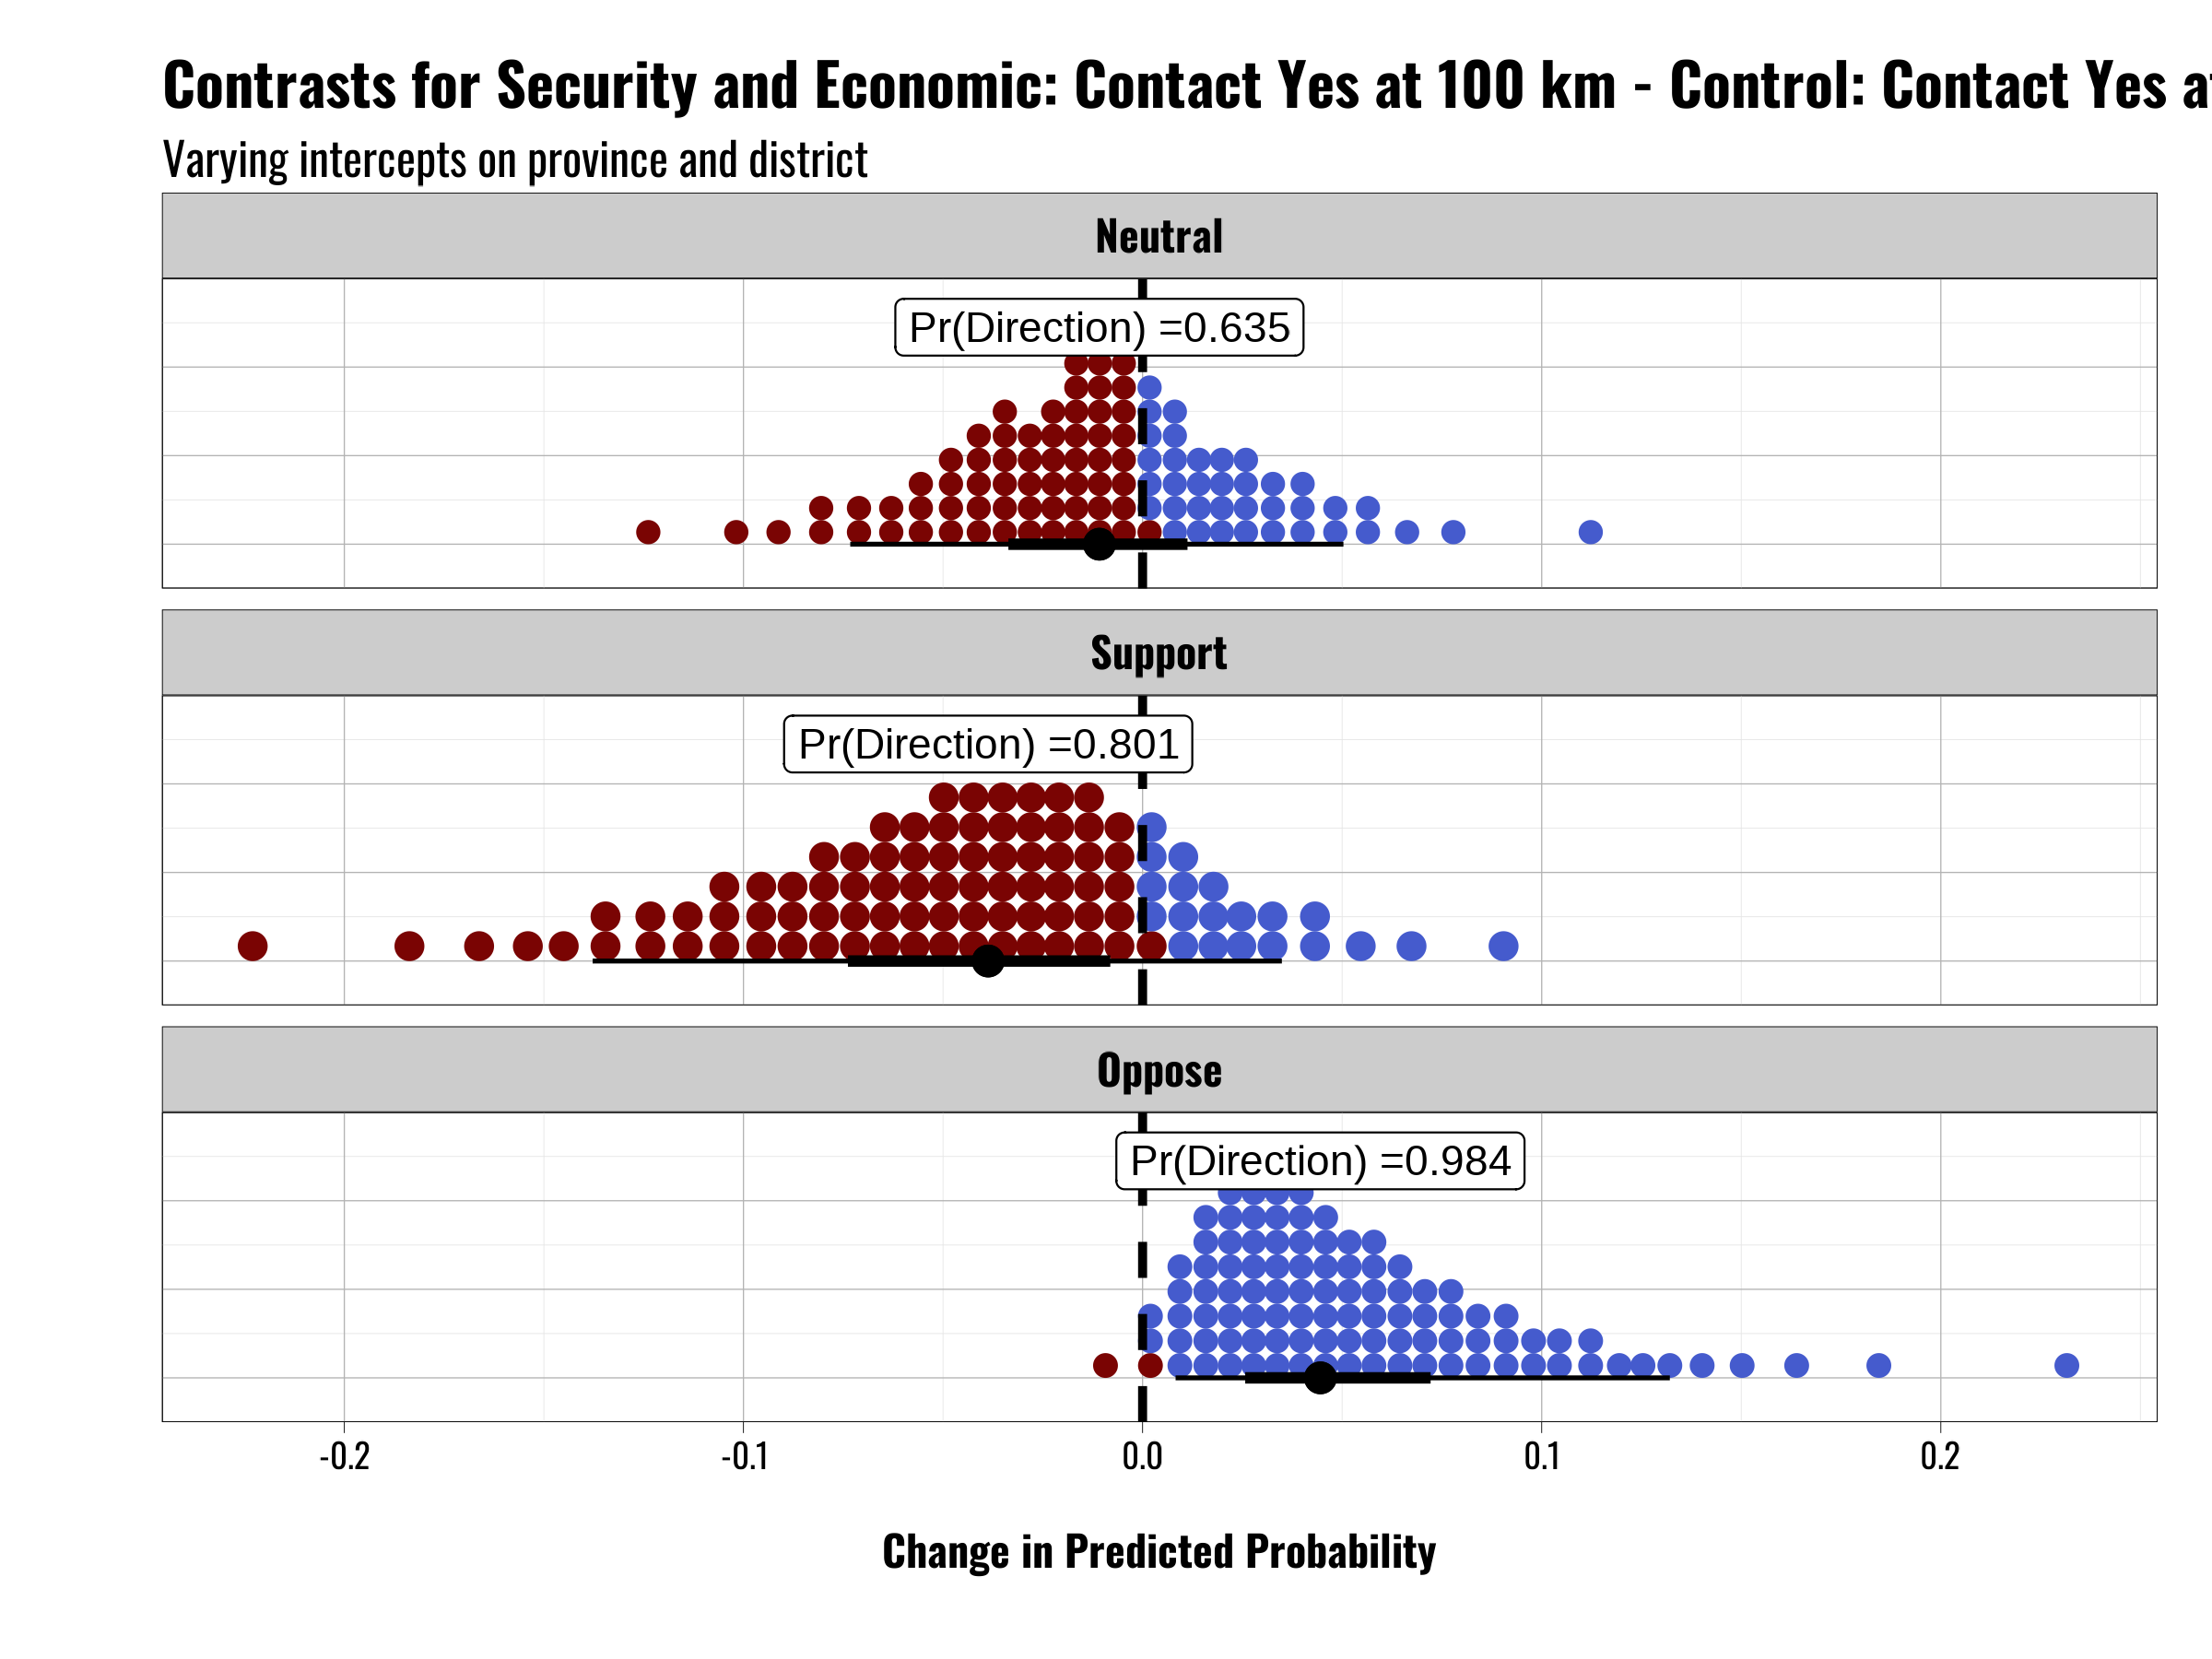 Contrasts for Security and Economic: Contact Yes at 100 km - Control: Contact Yes
Varying intercepts on province and district
Neutral
Pr(Direction) =0.635
Support
Pr(Direction) =0.801
Oppose
Pr(Direction) =0.984
-0.2 -0.1 0.0 0.1 0.2
Change in Predicted Probability